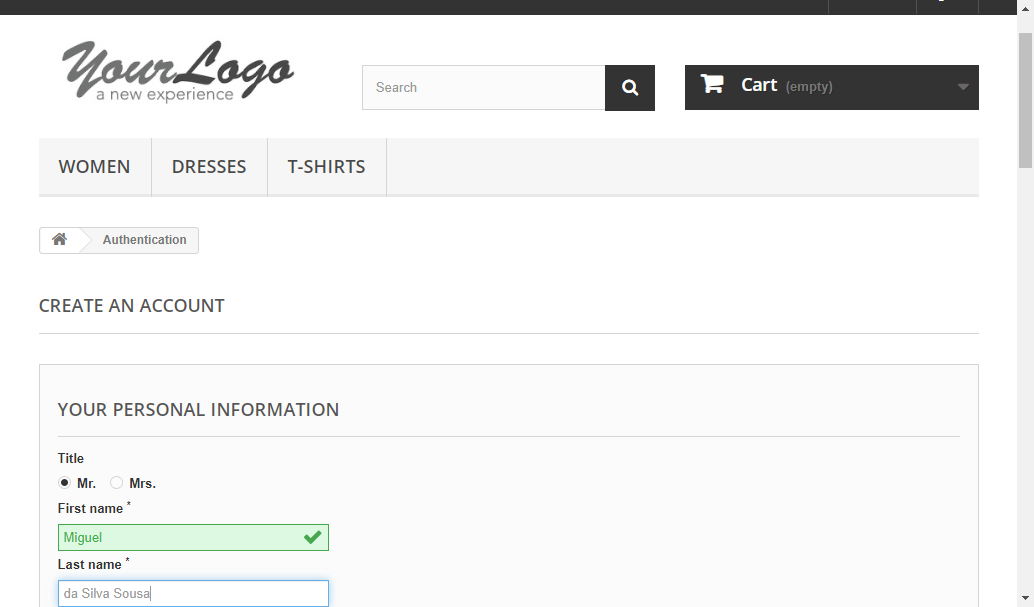 YourLogo
a new experience
Search
Cart (empty)
WOMEN DRESSES T-SHIRTS
Authentication
CREATE AN ACCOUNT
YOUR PERSONAL INFORMATION
Title
Mr. Mrs.
First name *
Miguel
Last name *
da Silva Sousa